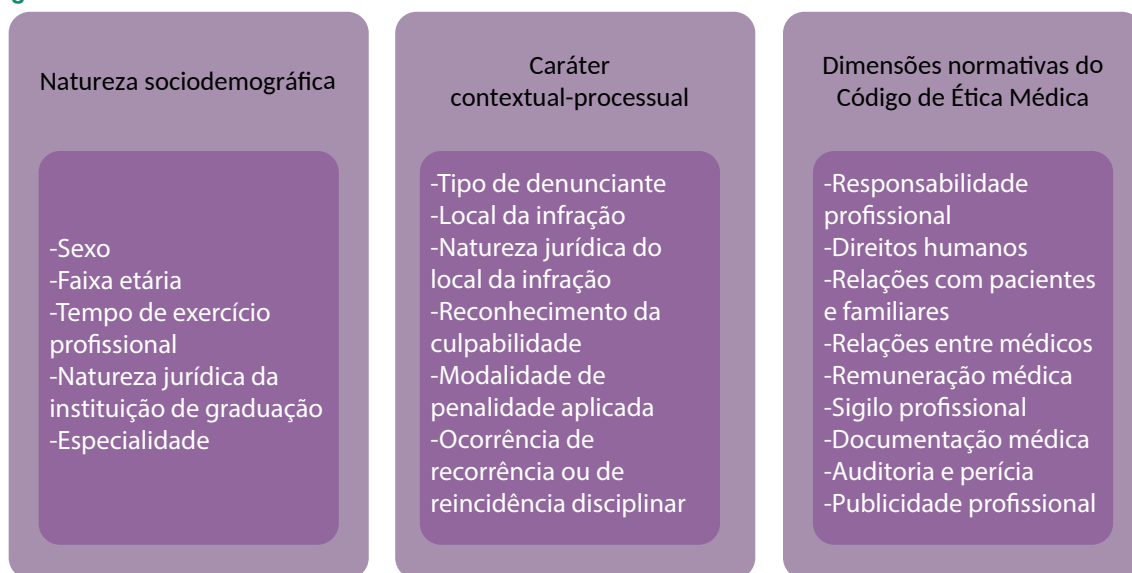 Natureza sociodemográfica
-Sexo
-Faixa etária
-Tempo de exercício
profissional
-Natureza jurídica da
instituição de graduação
-Especialidade
Caráter
contextual-processual
-Tipo de denunciante
-Local da infração
-Natureza jurídica do
local da infração
-Reconhecimento da
culpabilidade
-Modalidade de
penalidade aplicada
-Ocorrência de
recorrência ou de
reincidência disciplinar
Dimensões normativas do
Código de Ética Médica
-Responsabilidade
profissional
-Direitos humanos
-Relações com pacientes
e familiares
-Relações entre médicos
-Remuneração médica
-Sigilo profissional
-Documentação médica
-Auditoria e perícia
-Publicidade profissional